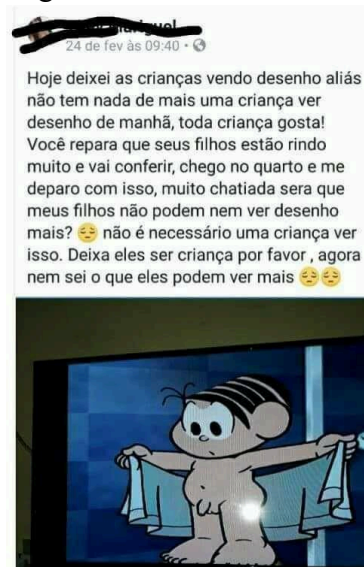 24 de fev às 09:40 ·
Hoje deixei as crianças vendo desenho aliás
não tem nada de mais uma criança ver
desenho de manhã, toda criança gosta!
Você repara que seus filhos estão rindo
muito e vai conferir, chego no quarto e me
deparo com isso, muito chatiada sera que
meus filhos não podem nem ver desenho
mais? 😔 não é necessário uma criança ver
isso. Deixa eles ser criança por favor , agora
nem sei o que eles podem ver mais 😔😔